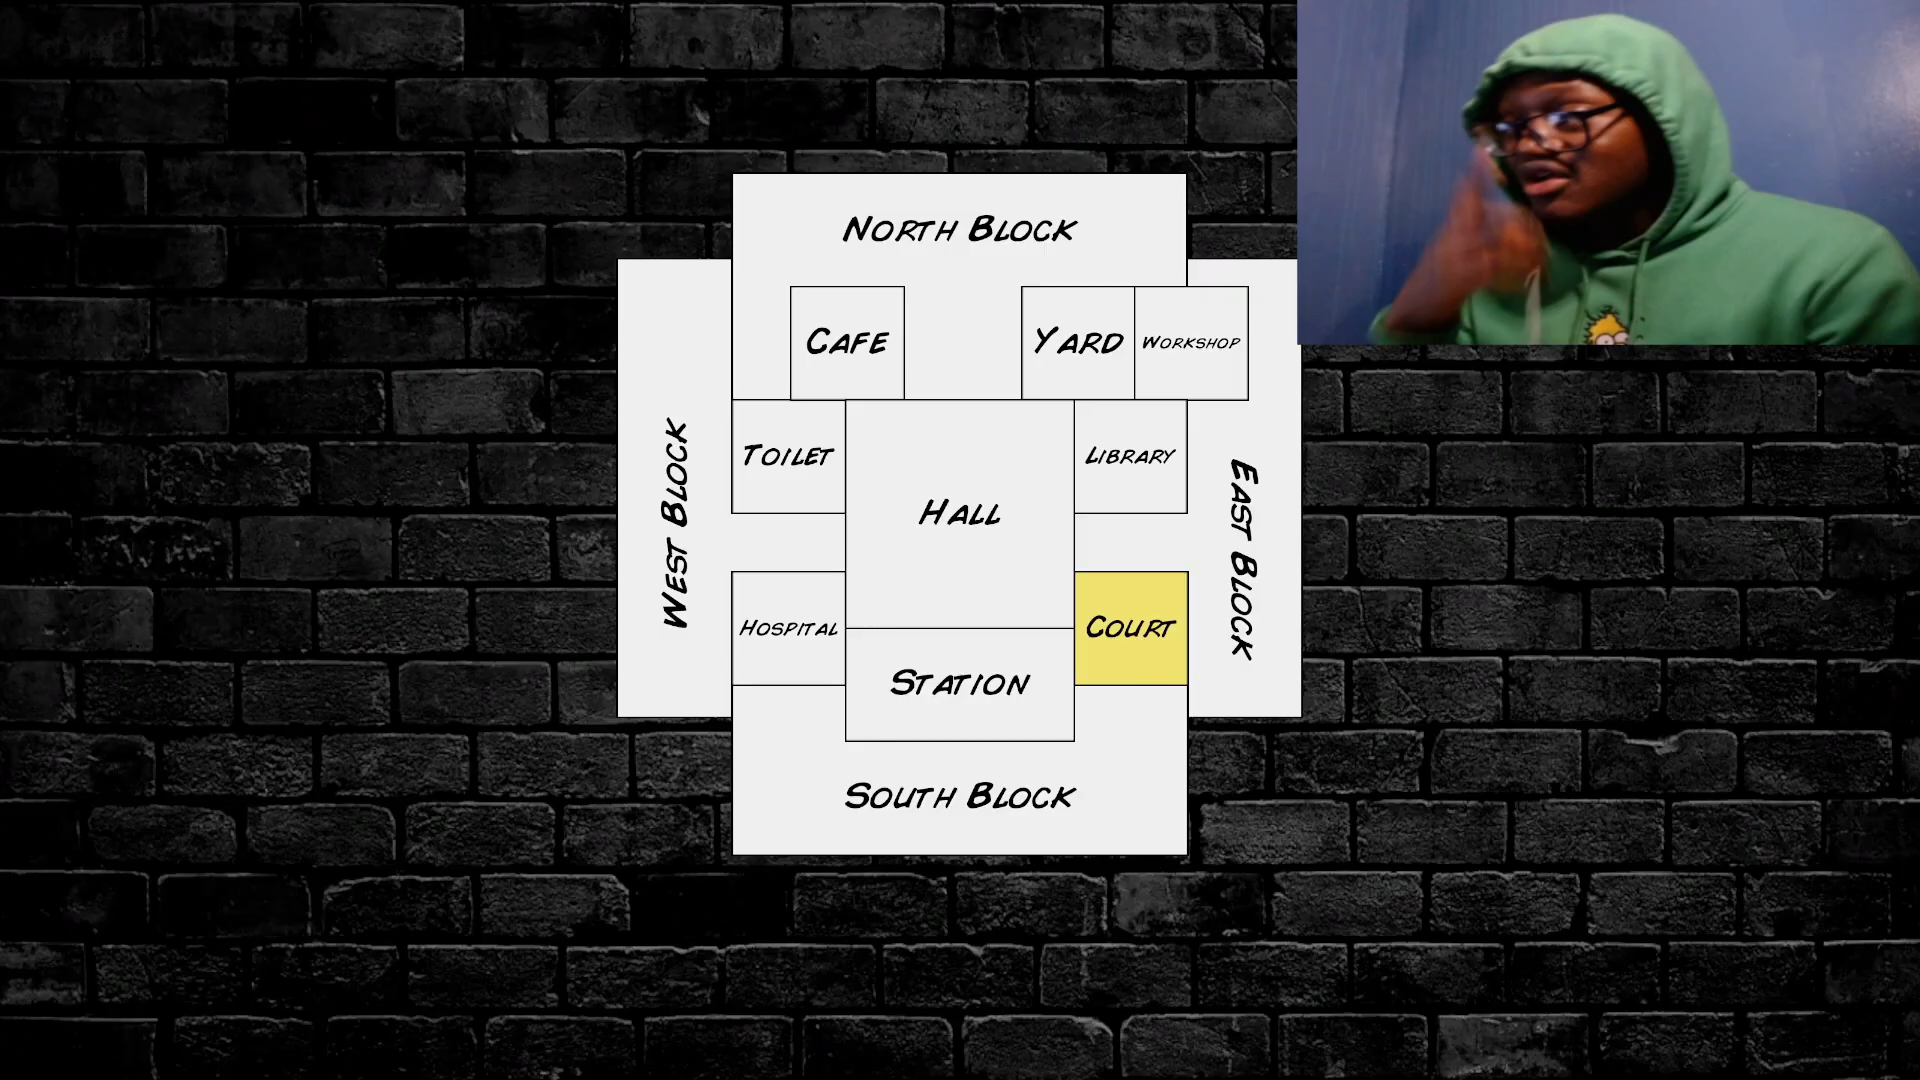 North Block
Cafe
Yard
Workshop
Toilet
Library
Hall
West Block
East Block
Hospital
Court
Station
South Block